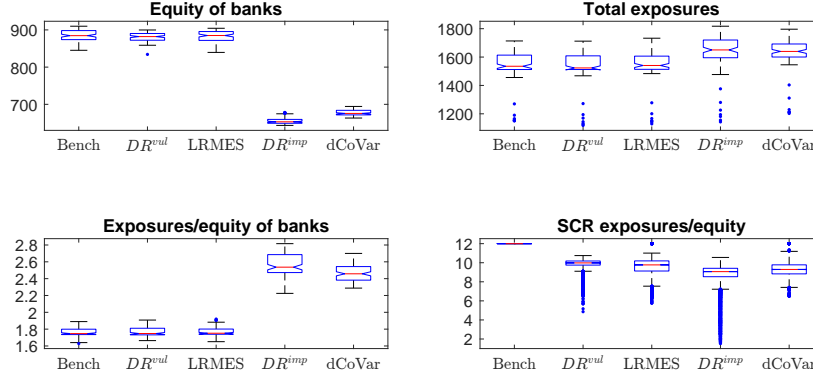 Equity of banks
900
800
700
Bench DR^vul LRMES DR^imp dCoVar
Total exposures
1800
1600
1400
1200
Bench DR^vul LRMES DR^imp dCoVar
Exposures/equity of banks
2.8
2.6
2.4
2.2
2
1.8
1.6
Bench DR^vul LRMES DR^imp dCoVar
SCR exposures/equity
12
10
8
6
4
2
Bench DR^vul LRMES DR^imp dCoVar